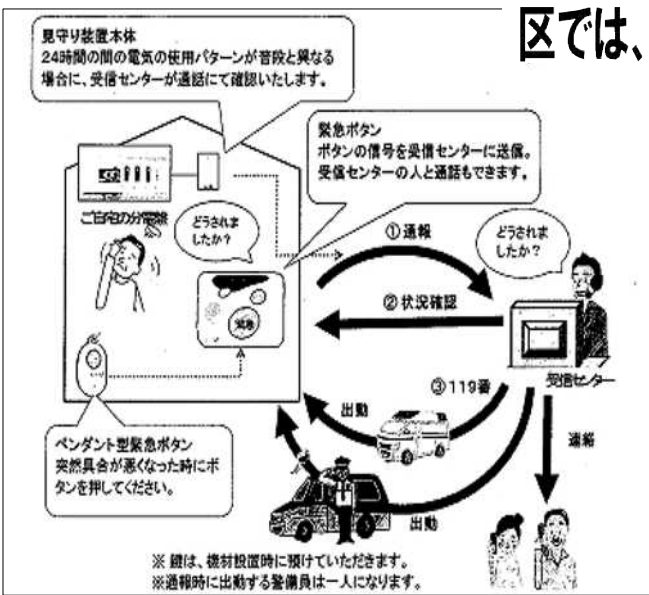 区では、
見守り装置本体
24時間の間の電気の使用パターンが普段と異なる
場合に、受信センターが通話にて確認いたします。
緊急ボタン
ボタンの信号を受信センターに送信。
受信センターの人と通話もできます。
ご自宅の分電盤
どうされま
したか？
①通報
どうされま
したか？
②状況確認
緊急
受信センター
③119番
出動
連絡
ペンダント型緊急ボタン
突然具合が悪くなった時にボ
タンを押してください。
出動
※ 鍵は、機材設置時に預けていただきます。
※通報時に出動する警備員は一人になります。